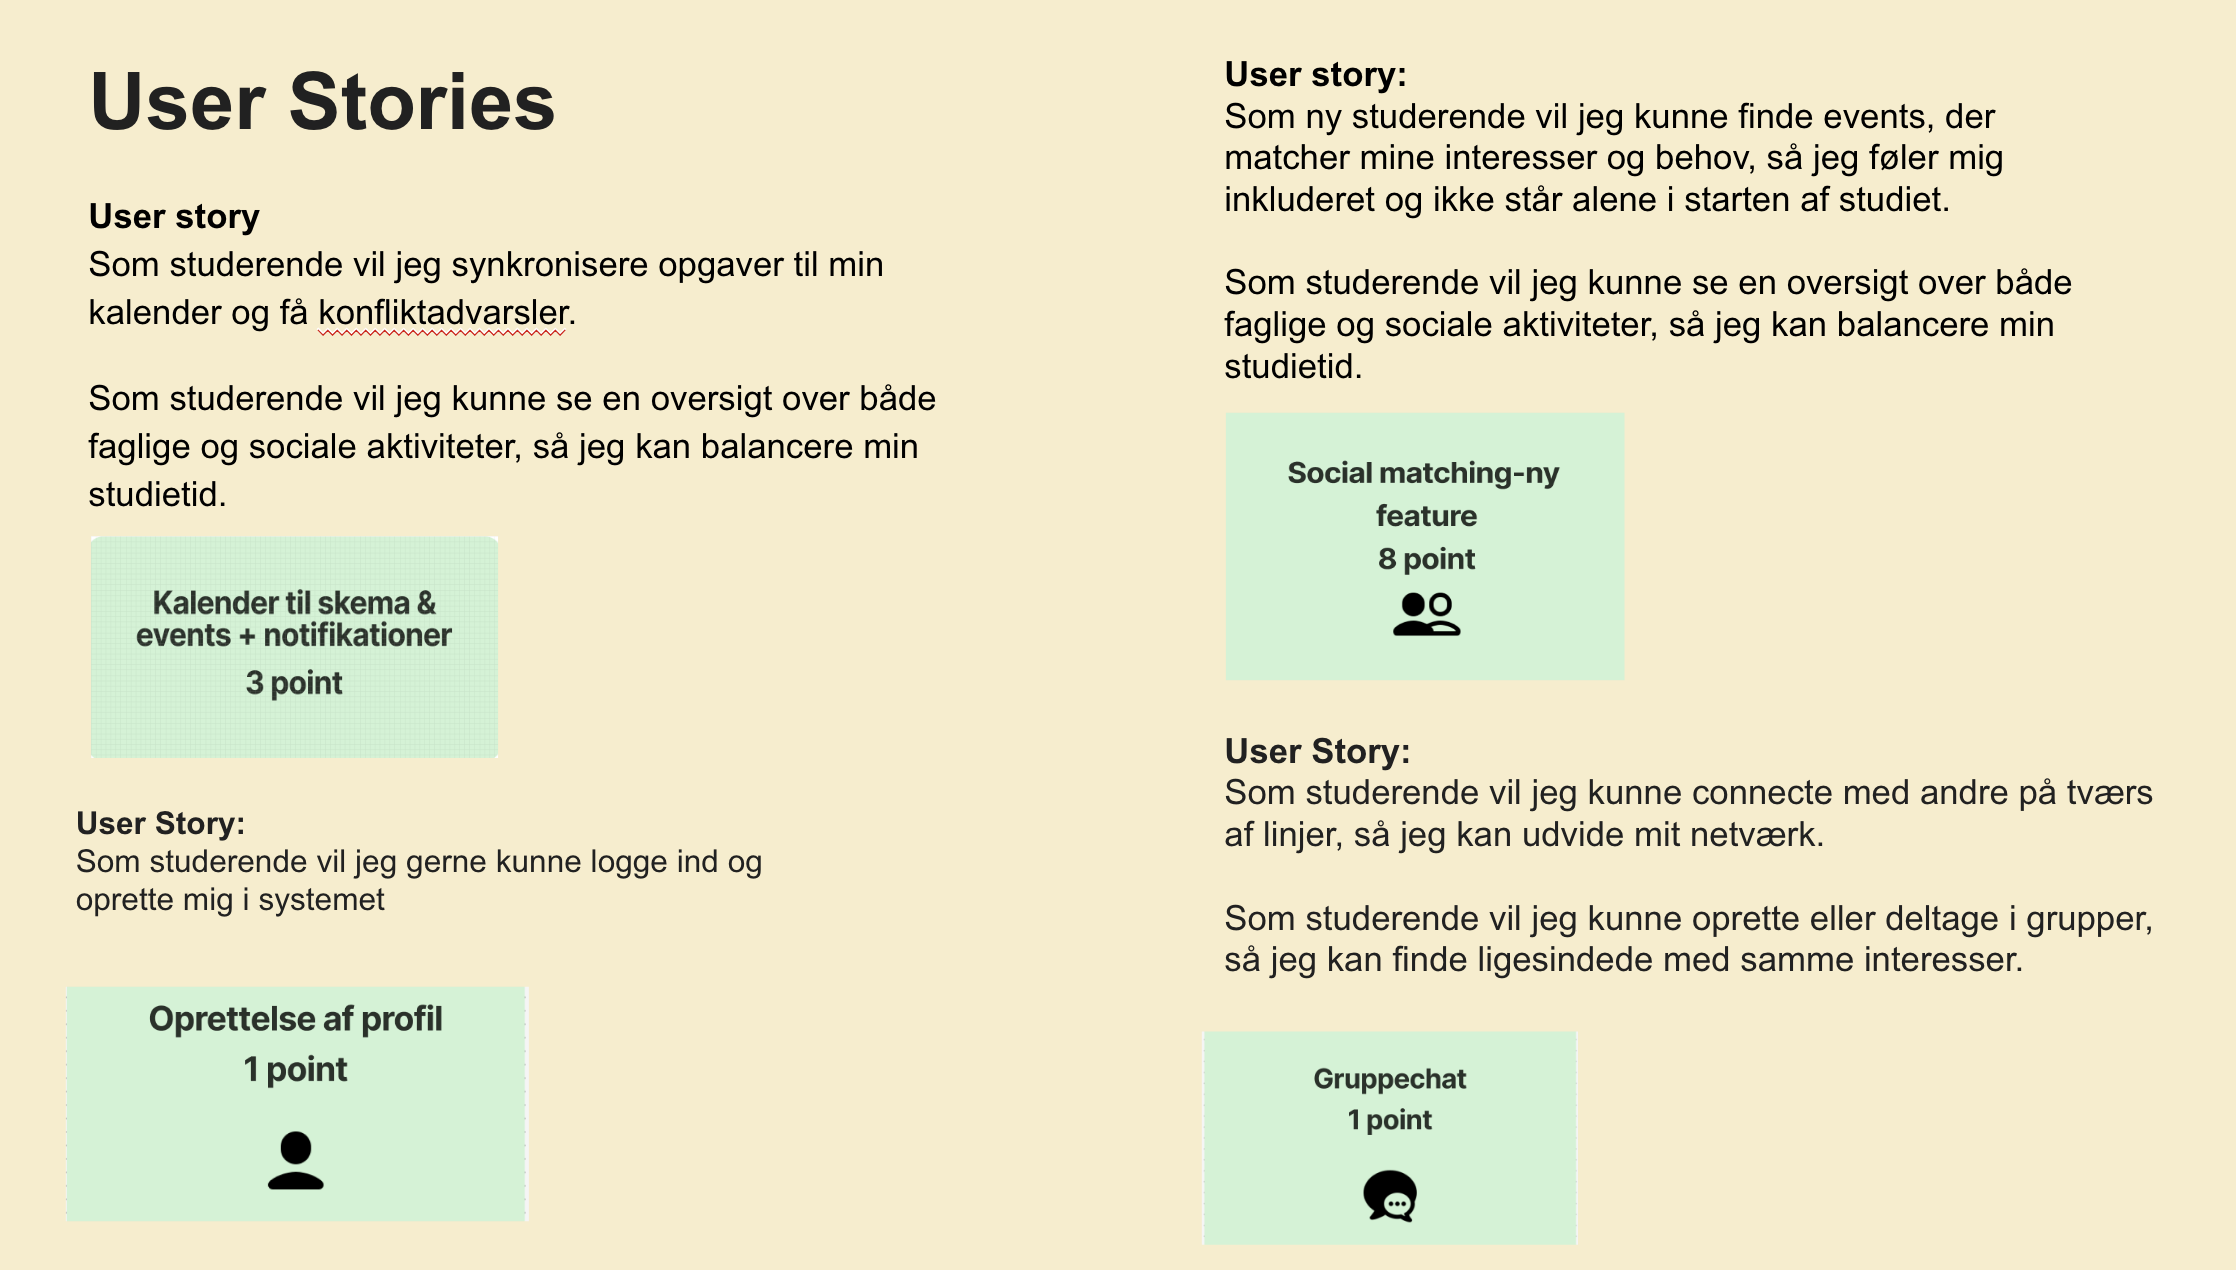 User Stories
User story
Som studerende vil jeg synkronisere opgaver til min
kalender og få konfliktadvarsler.
Som studerende vil jeg kunne se en oversigt over både
faglige og sociale aktiviteter, så jeg kan balancere min
studietid.
Kalender til skema &
events + notifikationer
3 point
User Story:
Som studerende vil jeg gerne kunne logge ind og
oprette mig i systemet
Oprettelse af profil
1 point
User story:
Som ny studerende vil jeg kunne finde events, der
matcher mine interesser og behov, så jeg føler mig
inkluderet og ikke står alene i starten af studiet.
Som studerende vil jeg kunne se en oversigt over både
faglige og sociale aktiviteter, så jeg kan balancere min
studietid.
Social matching-ny
feature
8 point
User Story:
Som studerende vil jeg kunne connecte med andre på tværs
af linjer, så jeg kan udvide mit netværk.
Som studerende vil jeg kunne oprette eller deltage i grupper,
så jeg kan finde ligesindede med samme interesser.
Gruppechat
1 point